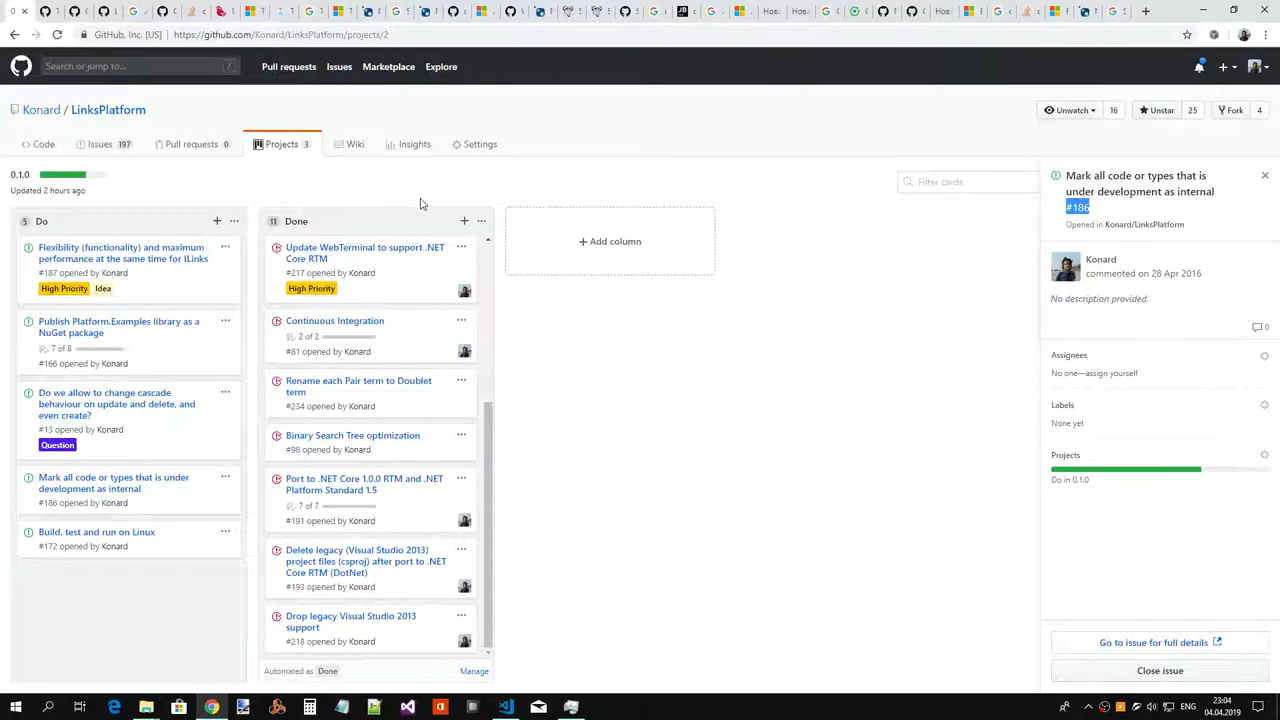 GitHub, Inc. [US]
https://github.com/Konard/LinksPlatform/projects/2
Search or jump to...
/
Pull requests
Issues
Marketplace
Explore
Konard / LinksPlatform
Unwatch
16
Unstar
25
Fork
4
Code
Issues 197
Pull requests 0
Projects 3
Wiki
Insights
Settings
0.1.0
Updated 2 hours ago
Filter cards
5 Do
Flexibility (functionality) and maximum
performance at the same time for ILinks
#187 opened by Konard
High Priority Idea
Publish Platform.Examples library as a
NuGet package
7 of 8
#166 opened by Konard
Do we allow to change cascade
behaviour on update and delete, and
even create?
#13 opened by Konard
Question
Mark all code or types that is under
development as internal
#186 opened by Konard
Build, test and run on Linux
#172 opened by Konard
11 Done
Update WebTerminal to support .NET
Core RTM
#217 opened by Konard
High Priority
Continuous Integration
2 of 2
#81 opened by Konard
Rename each Pair term to Doublet
term
#234 opened by Konard
Binary Search Tree optimization
#98 opened by Konard
Port to .NET Core 1.0.0 RTM and .NET
Platform Standard 1.5
7 of 7
#191 opened by Konard
Delete legacy (Visual Studio 2013)
project files (csproj) after port to .NET
Core RTM (DotNet)
#193 opened by Konard
Drop legacy Visual Studio 2013
support
#218 opened by Konard
Automated as Done
Manage
Add column
Mark all code or types that is
under development as internal
#186
Opened in Konard/LinksPlatform
Konard
commented on 28 Apr 2016
No description provided.
0
Assignees
No one—assign yourself
Labels
None yet
Projects
Do in 0.1.0
Go to issue for full details
Close issue
ENG
23:04
04.04.2019